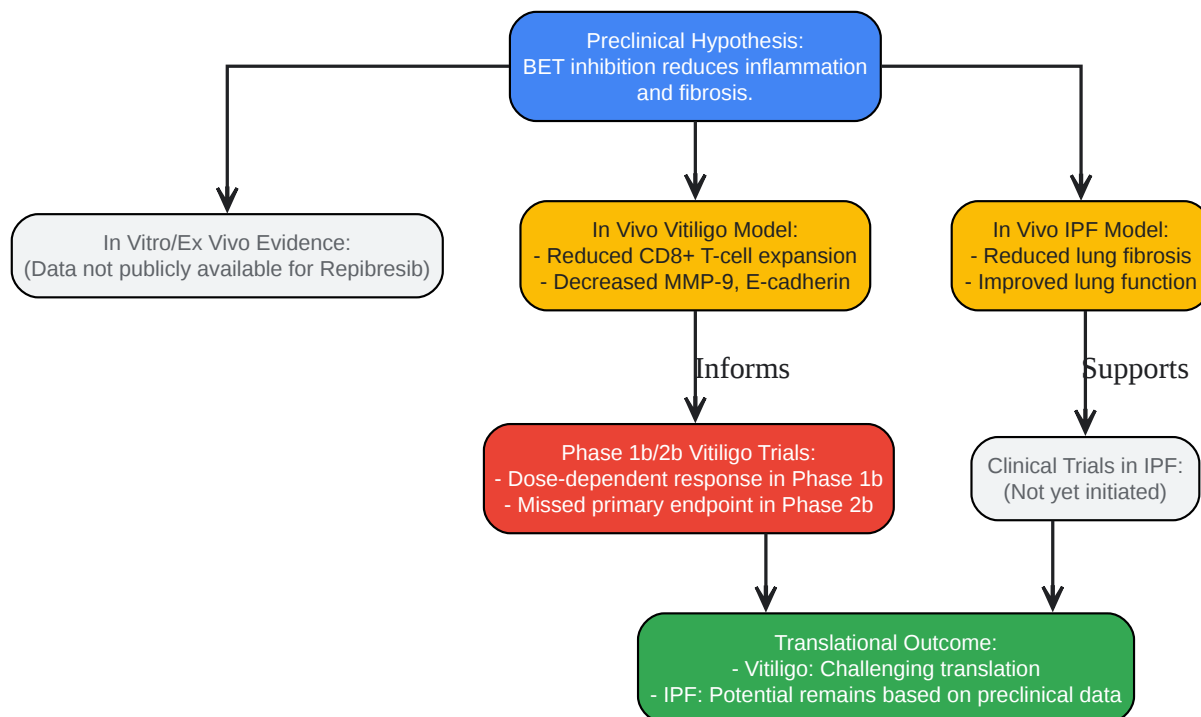 Preclinical Hypothesis:
BET inhibition reduces inflammation
and fibrosis.
In Vitro/Ex Vivo Evidence:
(Data not publicly available for Repibresib)
In Vivo Vitiligo Model:
- Reduced CD8+ T-cell expansion
- Decreased MMP-9, E-cadherin
In Vivo IPF Model:
- Reduced lung fibrosis
- Improved lung function
Informs
Supports
Phase 1b/2b Vitiligo Trials:
- Dose-dependent response in Phase 1b
- Missed primary endpoint in Phase 2b
Clinical Trials in IPF:
(Not yet initiated)
Translational Outcome:
- Vitiligo: Challenging translation
- IPF: Potential remains based on preclinical data